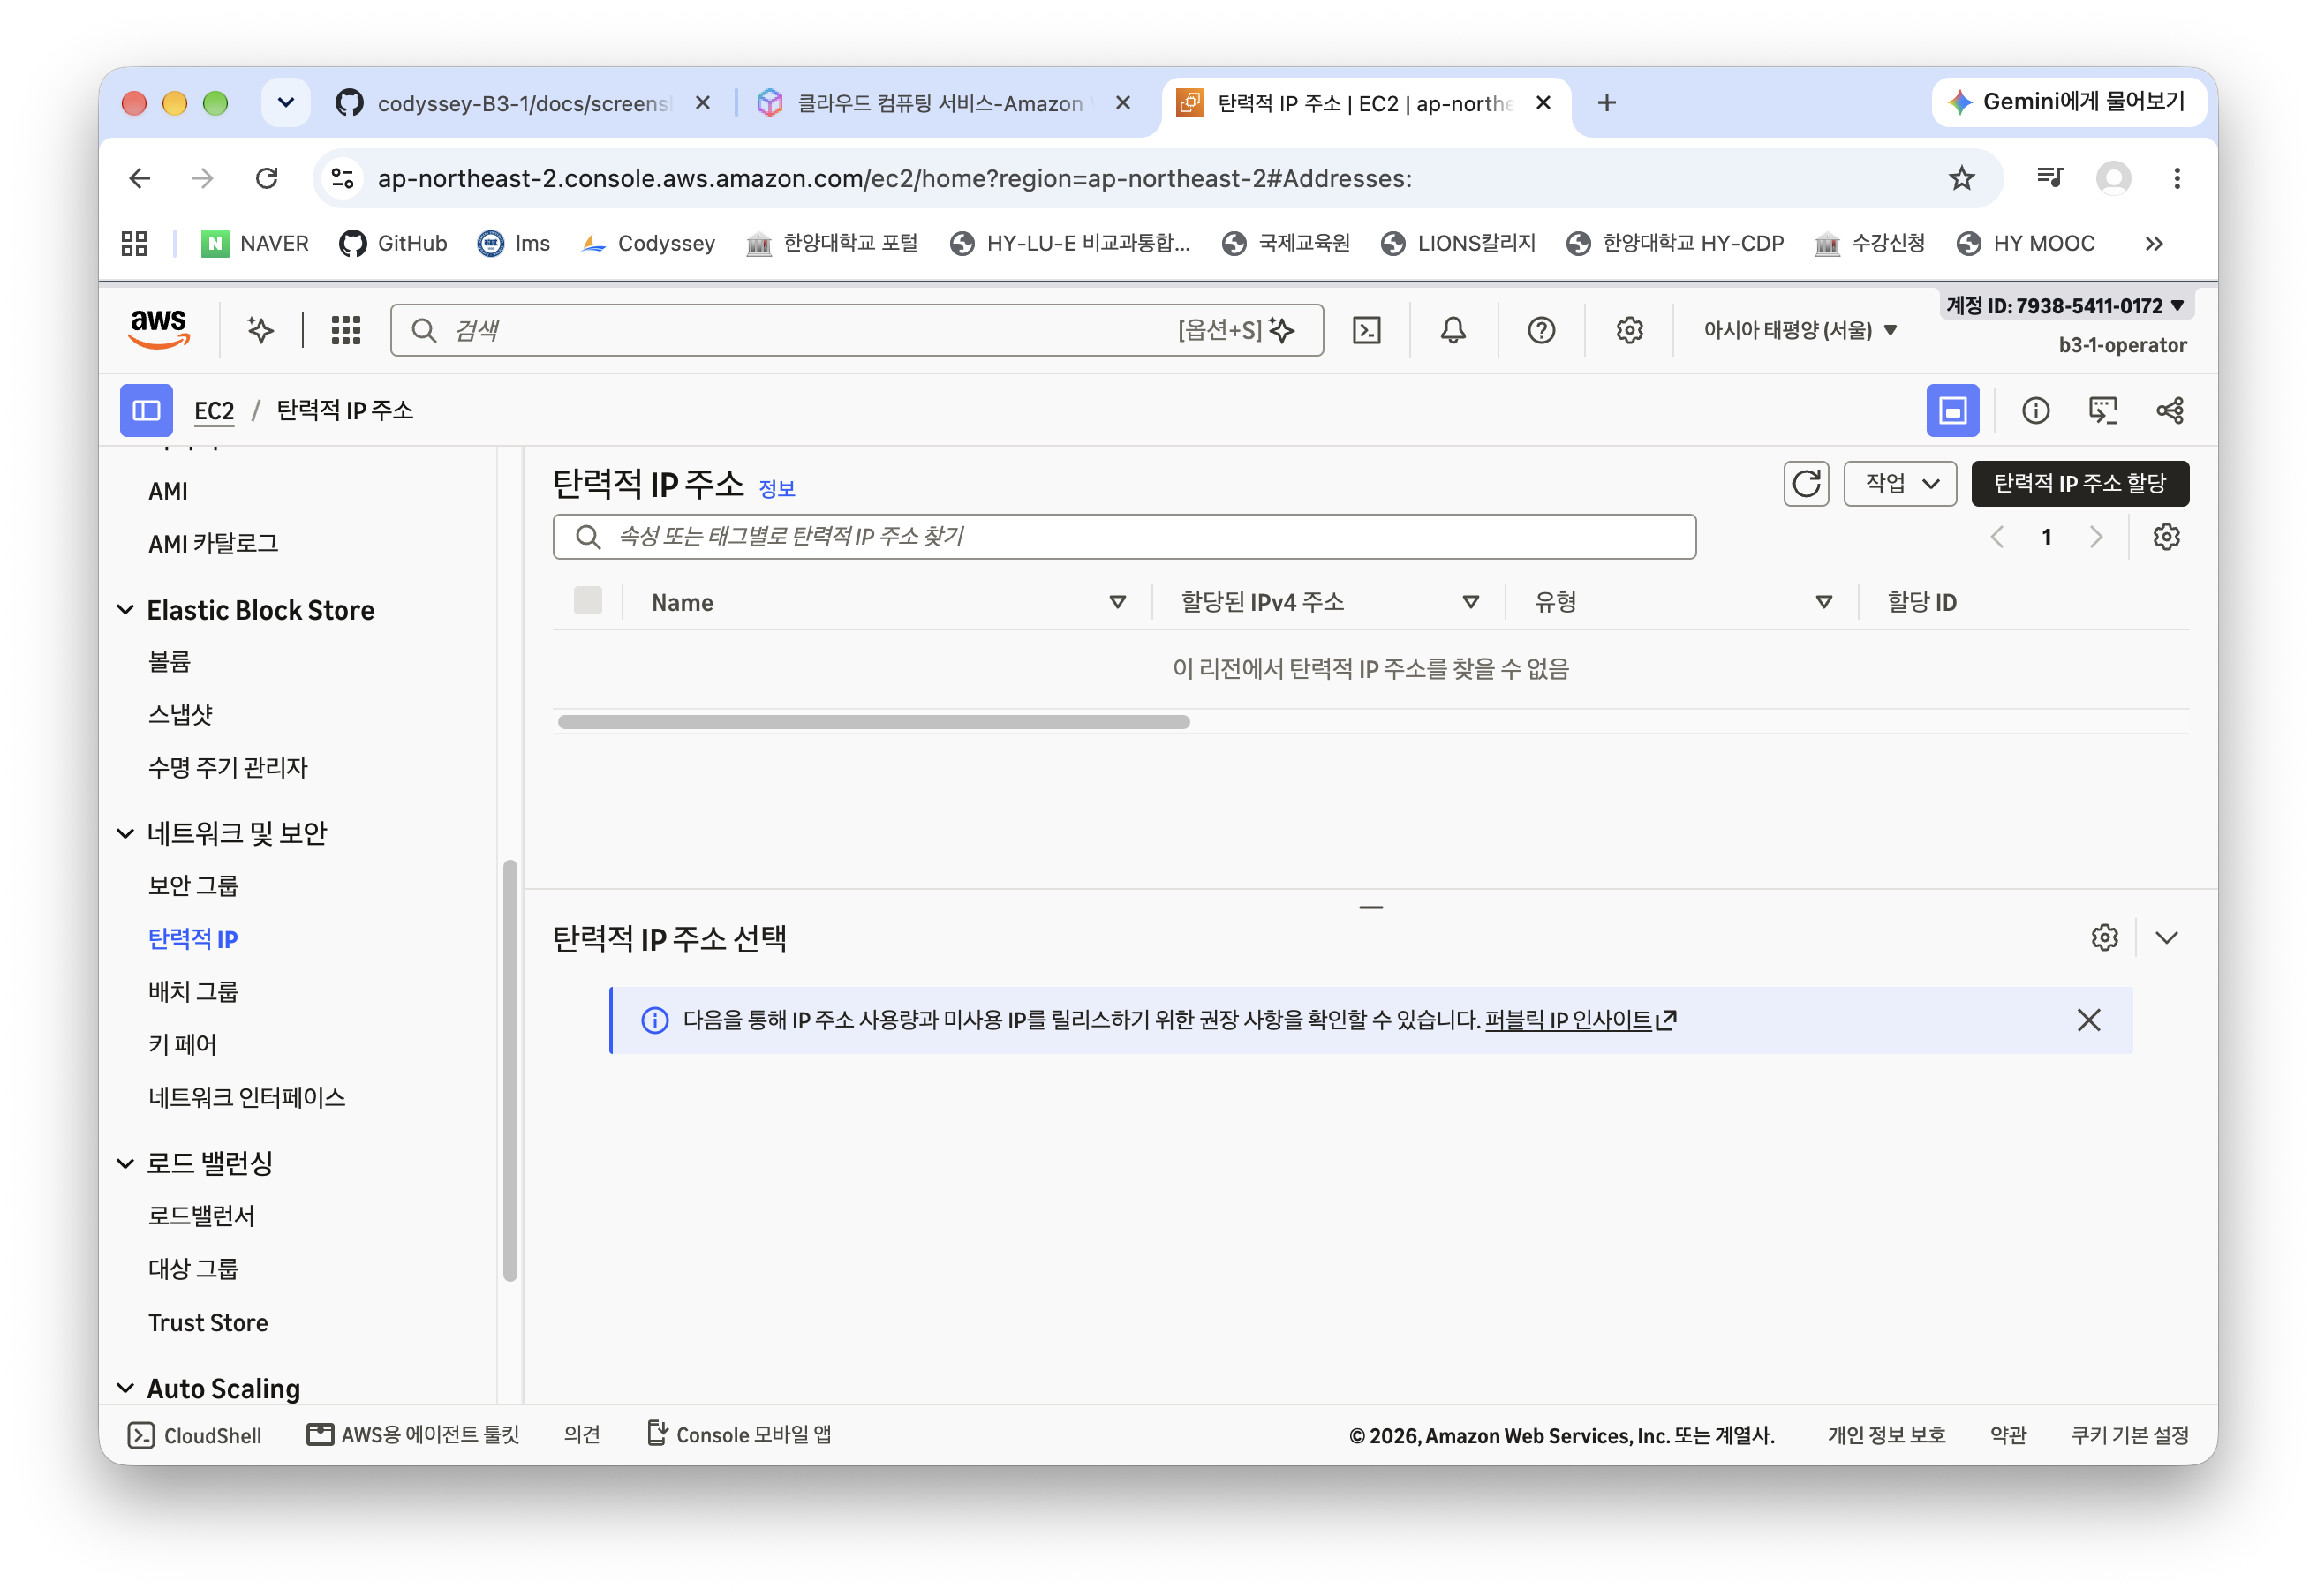 codyssey-B3-1/docs/screens
클라우드 컴퓨팅 서비스-Amazon
탄력적 IP 주소 | EC2 | ap-northe
Gemini에게 물어보기
ap-northeast-2.console.aws.amazon.com/ec2/home?region=ap-northeast-2#Addresses:
NAVER
GitHub
lms
Codyssey
한양대학교 포털
HY-LU-E 비교과통합...
국제교육원
LIONS칼리지
한양대학교 HY-CDP
수강신청
HY MOOC
aws
검색
[옵션+S]
아시아 태평양 (서울)
계정 ID: 7938-5411-0172
b3-1-operator
EC2 / 탄력적 IP 주소
AMI
AMI 카탈로그
Elastic Block Store
볼륨
스냅샷
수명 주기 관리자
네트워크 및 보안
보안 그룹
탄력적 IP
배치 그룹
키 페어
네트워크 인터페이스
로드 밸런싱
로드밸런서
대상 그룹
Trust Store
Auto Scaling
탄력적 IP 주소 정보
작업
탄력적 IP 주소 할당
속성 또는 태그별로 탄력적 IP 주소 찾기
1
Name
할당된 IPv4 주소
유형
할당 ID
이 리전에서 탄력적 IP 주소를 찾을 수 없음
탄력적 IP 주소 선택
다음을 통해 IP 주소 사용량과 미사용 IP를 릴리스하기 위한 권장 사항을 확인할 수 있습니다. 퍼블릭 IP 인사이트
CloudShell
AWS용 에이전트 툴킷
의견
Console 모바일 앱
© 2026, Amazon Web Services, Inc. 또는 계열사.
개인 정보 보호
약관
쿠키 기본 설정